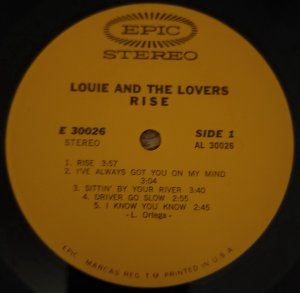 EPIC
STEREO
LOUIE AND THE LOVERS
RISE
E 30026
SIDE 1
STEREO
AL 30026
1. RISE 3:57
2. I'VE ALWAYS GOT YOU ON MY MIND
3:04
3. SITTIN' BY YOUR RIVER 3:40
4. DRIVER GO SLOW 2:55
5. I KNOW YOU KNOW 2:45
- L. Ortega -
EPIC, MARCAS REG. T.M. PRINTED IN U.S.A.